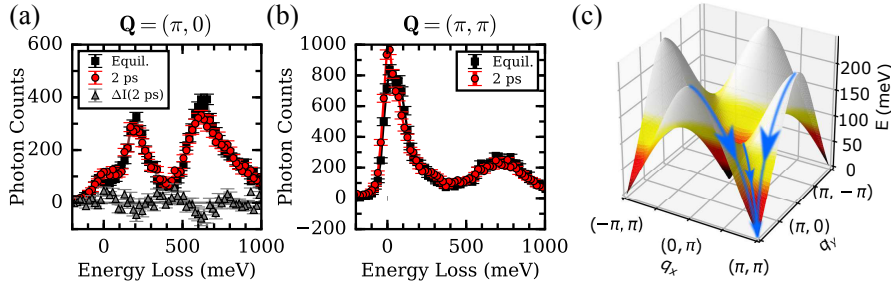 (a)
Q = (π, 0)
Photon Counts
600
400
200
0
Equil.
2 ps
ΔI(2 ps)
0
500
1000
Energy Loss (meV)
(b)
Q = (π, π)
Photon Counts
1000
800
600
400
200
0
−200
Equil.
2 ps
0
500
1000
Energy Loss (meV)
(c)
E (meV)
200
150
100
50
0
(−π, π)
(0, π)
(π, π)
qx
(π, −π)
(π, 0)
qy